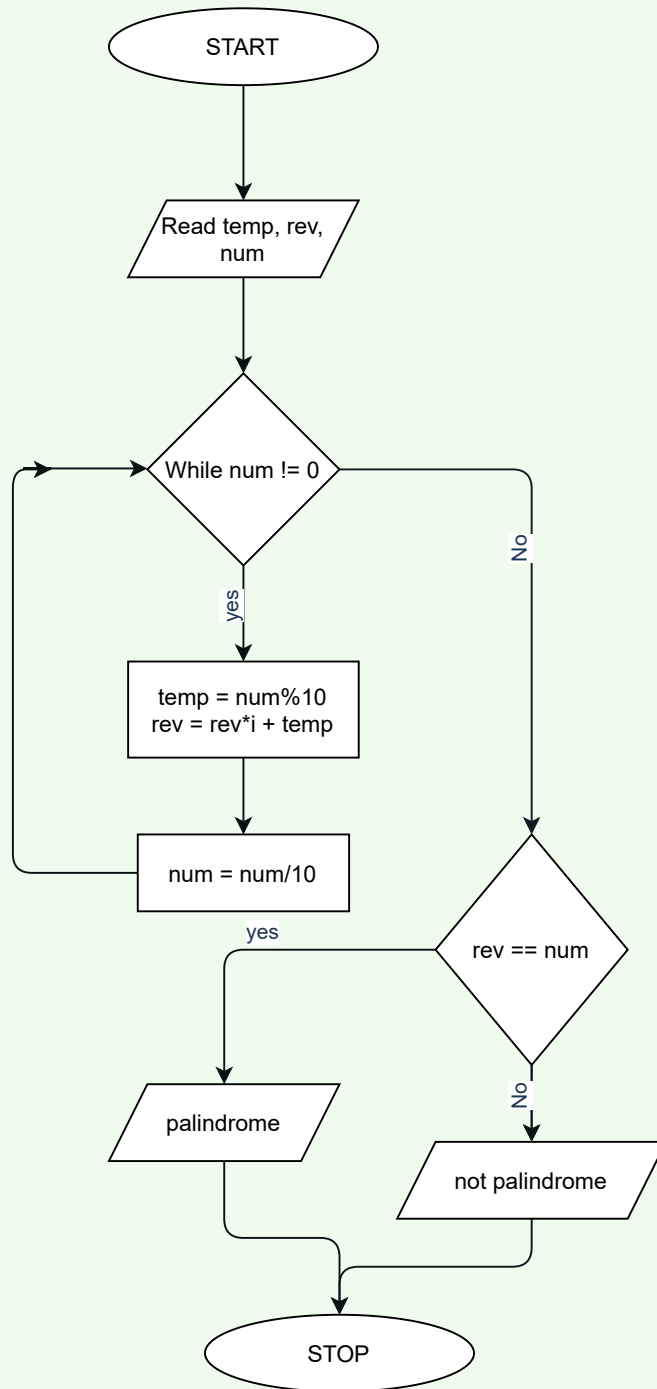 START
Read temp, rev,
num
While num != 0
No
yes
temp = num%10
rev = rev*i + temp
num = num/10
yes
rev == num
No
palindrome
not palindrome
STOP